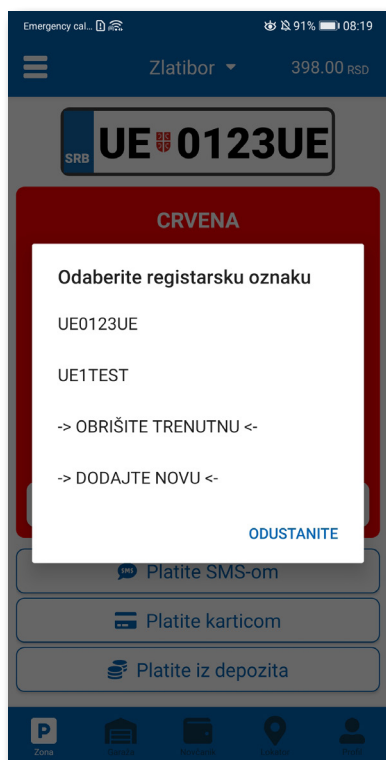 Emergency cal... 91% 08:19
Zlatibor 398.00 RSD
SRB UE 0123UE
CRVENA
Odaberite registarsku oznaku
UE0123UE
UE1TEST
-> OBRIŠITE TRENUTNU <-
-> DODAJTE NOVU <-
ODUSTANITE
SMS Platite SMS-om
Platite karticom
Platite iz depozita
P
Zona